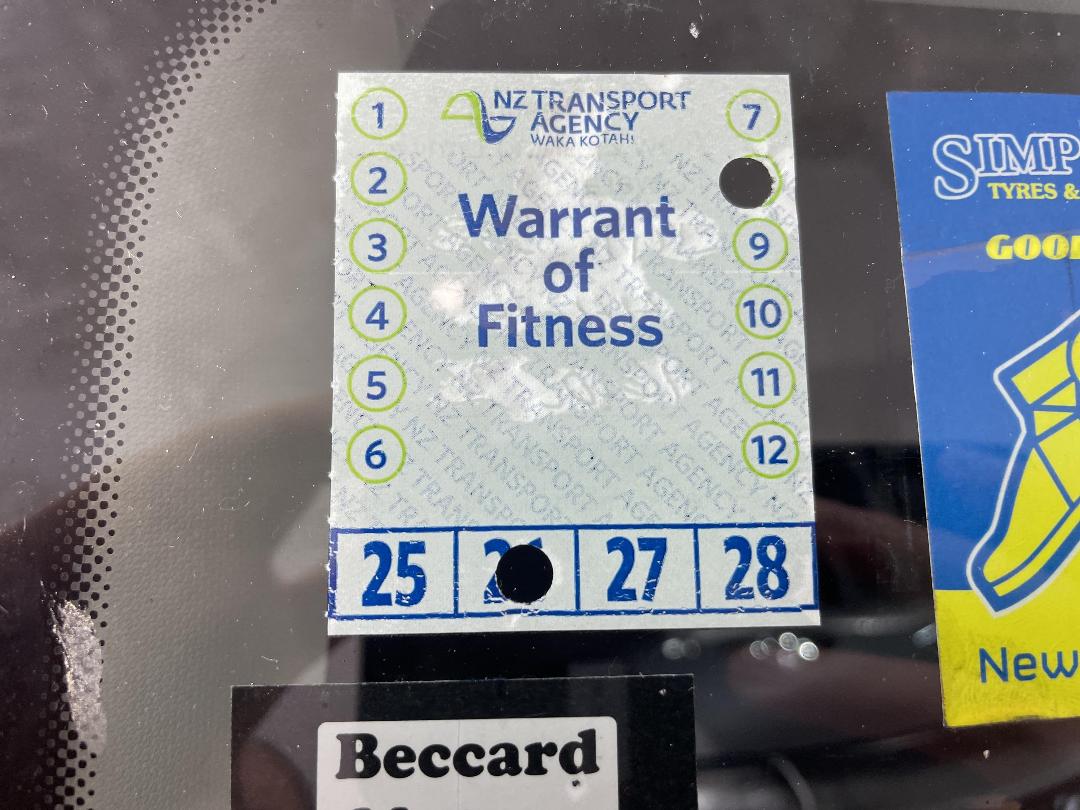 NZ TRANSPORT
AGENCY
WAKA KOTAHI
Warrant
of
Fitness
1
2
3
4
5
6
7
9
10
11
12
25
27
28
SIMP
TYRES &
GOO
New
Beccard